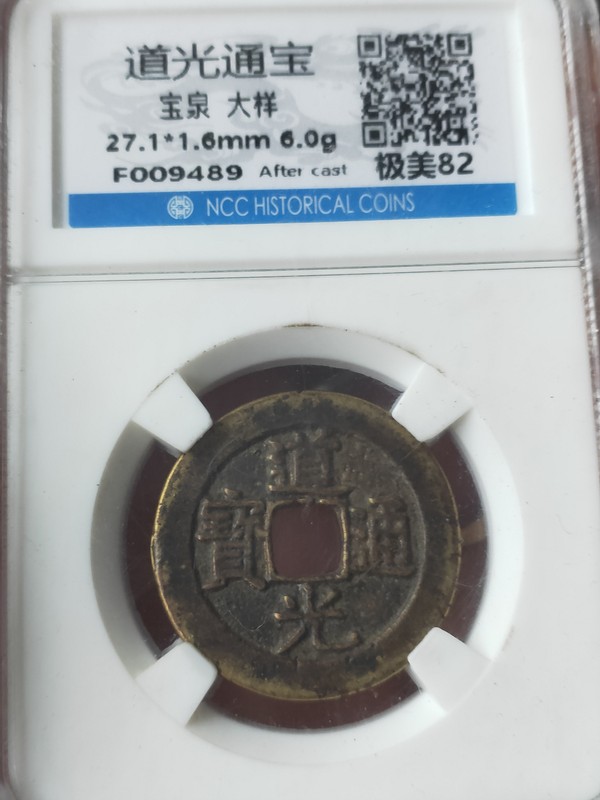 道光通宝
宝泉 大样
27.1*1.6mm 6.0g
F009489 After cast 极美82
NCC HISTORICAL COINS
道
寶 通
光